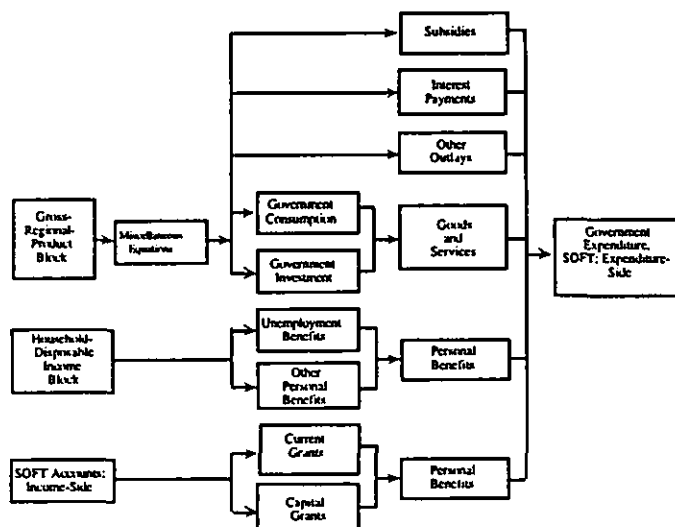 Subsidies
Interest
Payments
Other
Outlays
Gross-
Regional-
Product
Block
Miscellaneous
Equations
Government
Consumption
Government
Investment
Goods
and
Services
Government
Expenditure,
SOFT; Expenditure-
Side
Household-
Disposable
Income
Block
Unemployment
Benefits
Other
Personal
Benefits
Personal
Benefits
SOFT Accounts:
Income-Side
Current
Grants
Capital
Grants
Personal
Benefits